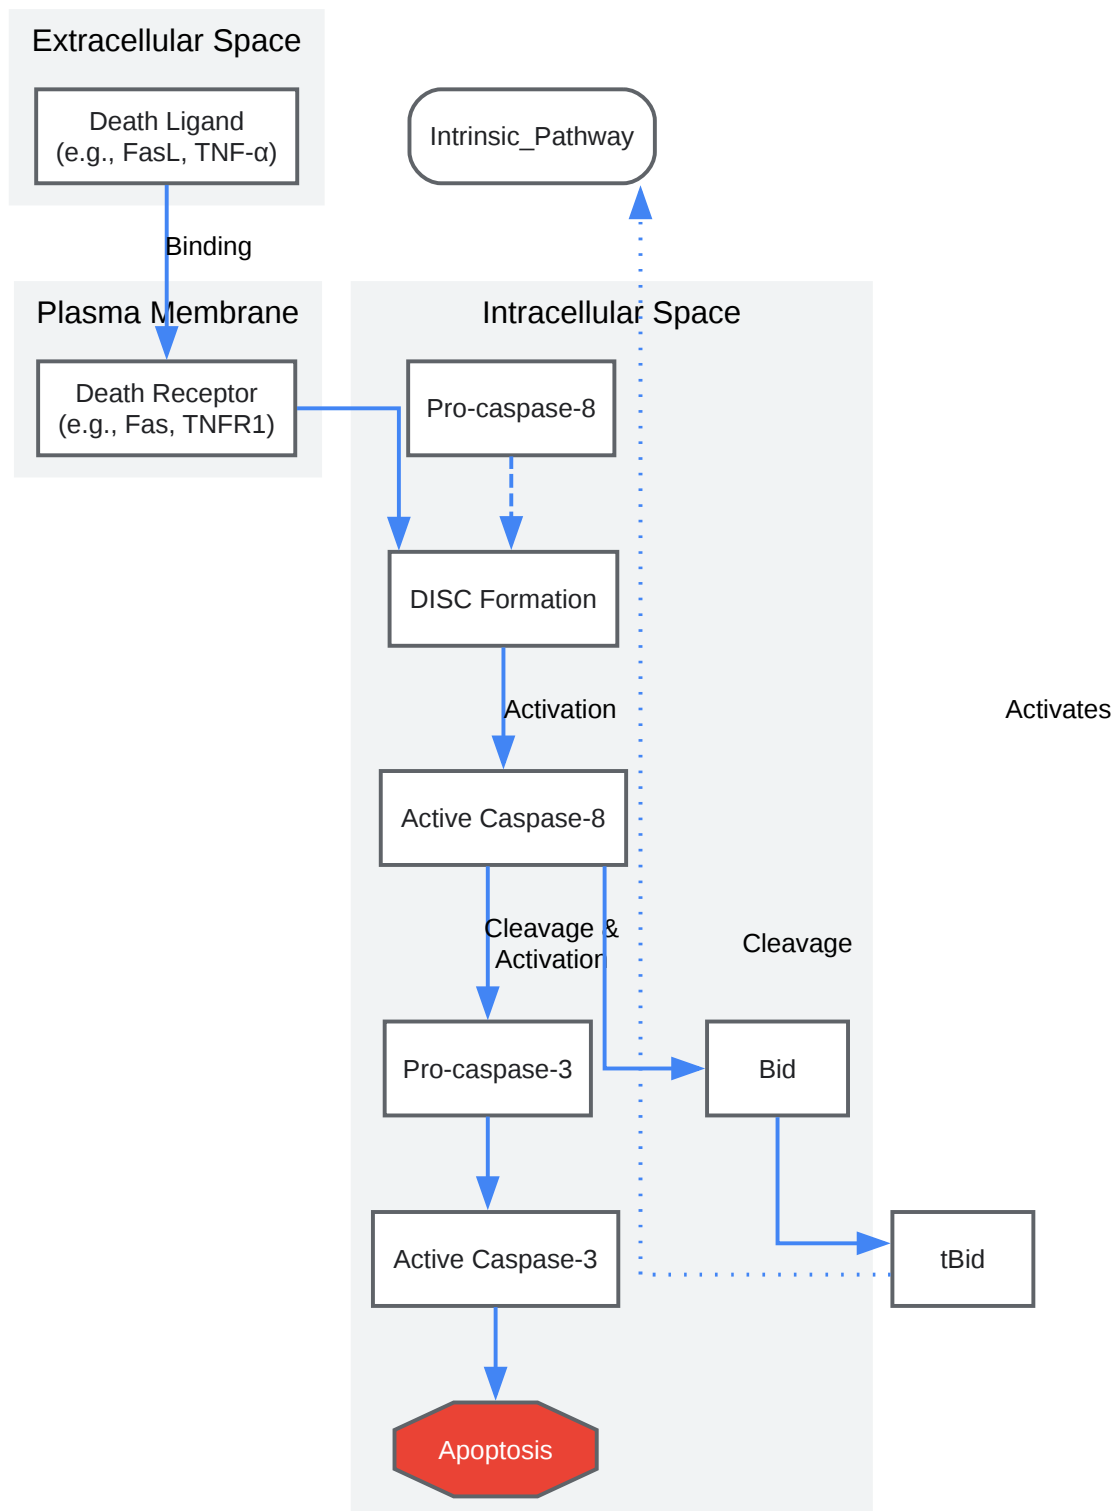 Extracellular Space
Death Ligand
(e.g., FasL, TNF-α)
Intrinsic_Pathway
Binding
Plasma Membrane
Intracellular Space
Death Receptor
(e.g., Fas, TNFR1)
Pro-caspase-8
DISC Formation
Activation
Activates
Active Caspase-8
Cleavage &
Activation
Cleavage
Pro-caspase-3
Bid
Active Caspase-3
tBid
Apoptosis